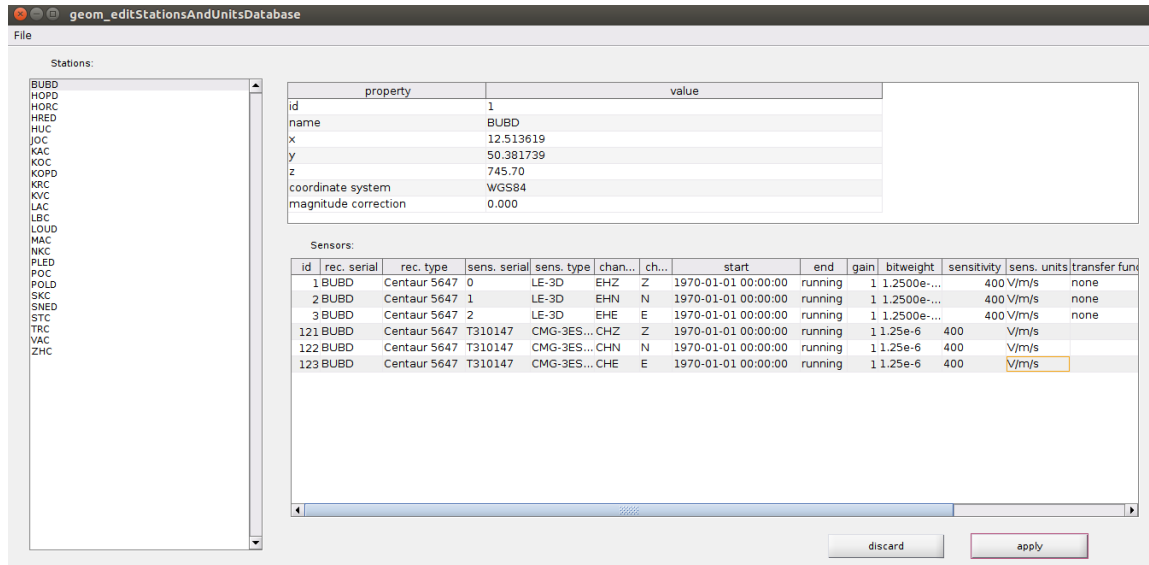 geom_editStationsAndUnitsDatabase
File
Stations:
BUBD
HOPD
HORC
HRED
HUC
JOC
KAC
KOC
KOPD
KRC
KVC
LAC
LBC
LOUD
MAC
NKC
PLED
POC
POLD
SKC
SNED
STC
TRC
VAC
ZHC
property value
id 1
name BUBD
x 12.513619
y 50.381739
z 745.70
coordinate system WGS84
magnitude correction 0.000
Sensors:
id rec. serial rec. type sens. serial sens. type chan... ch... start end gain bitweight sensitivity sens. units transfer func
1 BUBD Centaur 5647 0 LE-3D EHZ Z 1970-01-01 00:00:00 running 1 1.2500e-... 400 V/m/s none
2 BUBD Centaur 5647 1 LE-3D EHN N 1970-01-01 00:00:00 running 1 1.2500e-... 400 V/m/s none
3 BUBD Centaur 5647 2 LE-3D EHE E 1970-01-01 00:00:00 running 1 1.2500e-... 400 V/m/s none
121 BUBD Centaur 5647 T310147 CMG-3ES... CHZ Z 1970-01-01 00:00:00 running 1 1.25e-6 400 V/m/s
122 BUBD Centaur 5647 T310147 CMG-3ES... CHN N 1970-01-01 00:00:00 running 1 1.25e-6 400 V/m/s
123 BUBD Centaur 5647 T310147 CMG-3ES... CHE E 1970-01-01 00:00:00 running 1 1.25e-6 400 V/m/s
discard apply